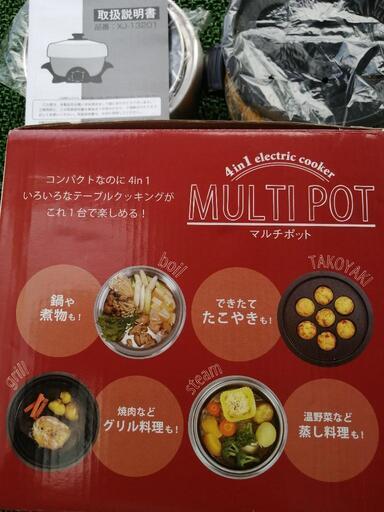 取扱説明書
品番：XJ-13201
コンパクトなのに 4in1
いろいろなテーブルクッキングが
これ1台で楽しめる！
4in1 electric cooker
MULTI POT
マルチポット
boil
鍋や
煮物も！
TAKOYAKI
できたて
たこやきも！
grill
焼肉など
グリル料理も！
steam
温野菜など
蒸し料理も！